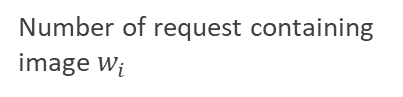 Number of request containing
image wᵢ